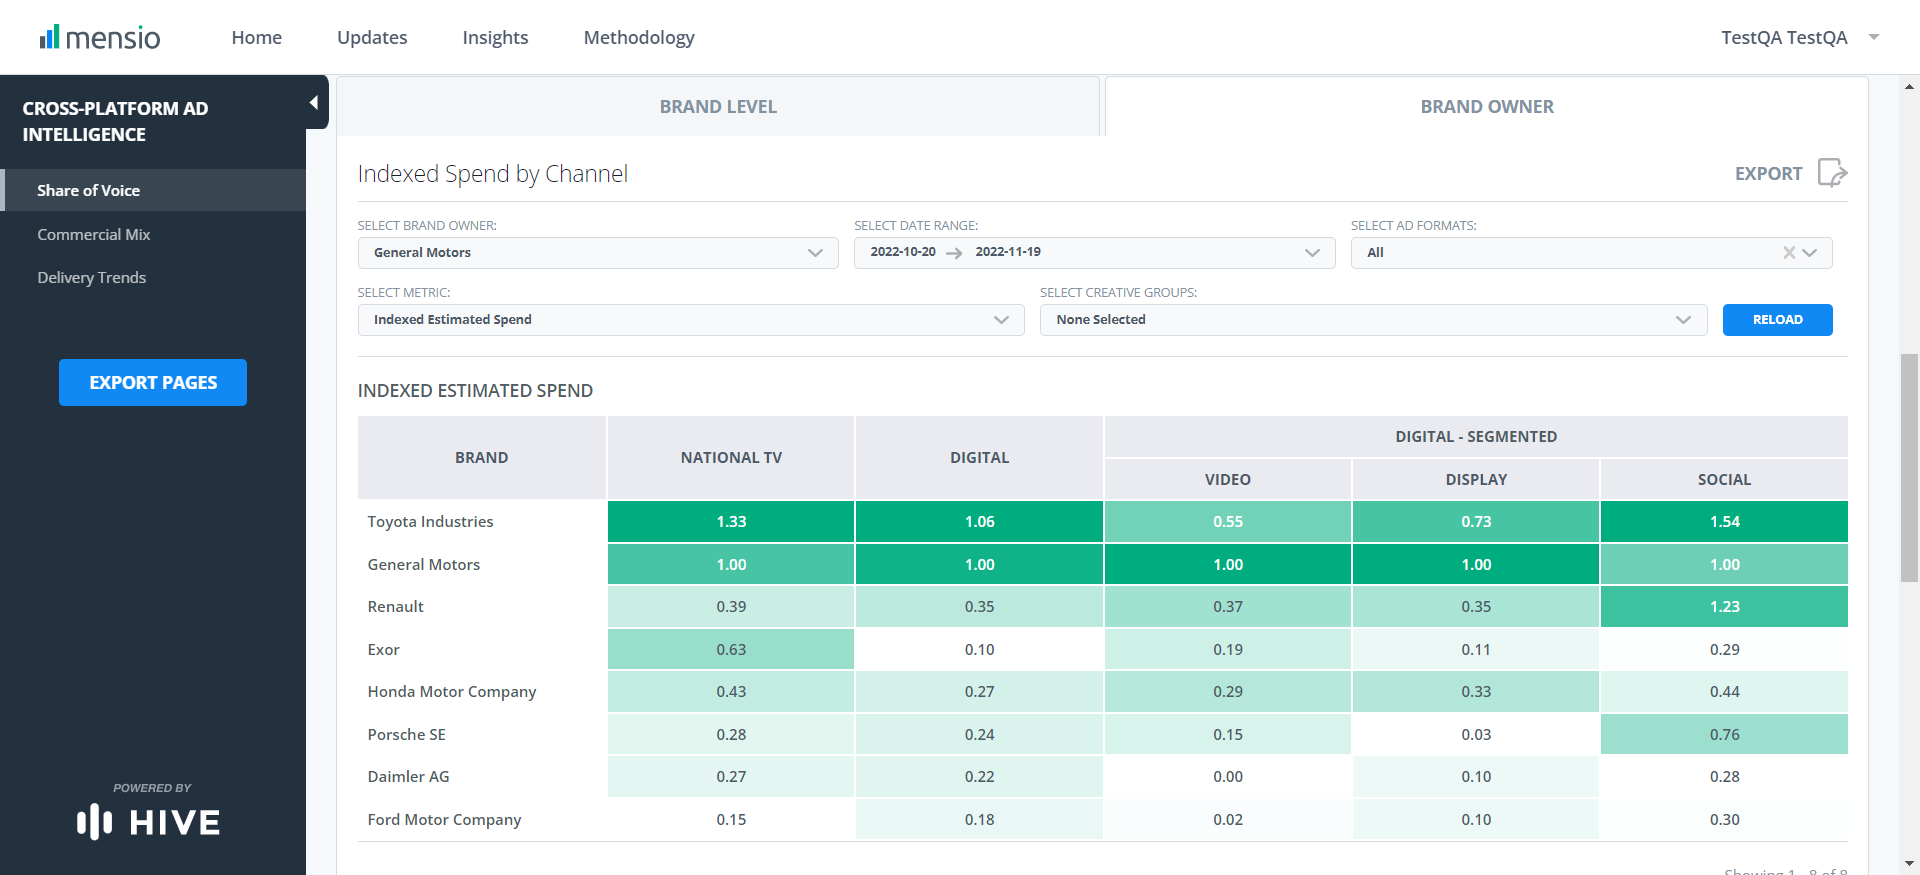 mensio
Home
Updates
Insights
Methodology
TestQA TestQA
CROSS-PLATFORM AD
INTELLIGENCE
Share of Voice
Commercial Mix
Delivery Trends
EXPORT PAGES
POWERED BY
HIVE
BRAND LEVEL
BRAND OWNER
Indexed Spend by Channel
EXPORT
SELECT BRAND OWNER:
General Motors
SELECT DATE RANGE:
2022-10-20 → 2022-11-19
SELECT AD FORMATS:
All
SELECT METRIC:
Indexed Estimated Spend
SELECT CREATIVE GROUPS:
None Selected
RELOAD
INDEXED ESTIMATED SPEND
BRAND NATIONAL TV DIGITAL DIGITAL - SEGMENTED
VIDEO DISPLAY SOCIAL
Toyota Industries 1.33 1.06 0.55 0.73 1.54
General Motors 1.00 1.00 1.00 1.00 1.00
Renault 0.39 0.35 0.37 0.35 1.23
Exor 0.63 0.10 0.19 0.11 0.29
Honda Motor Company 0.43 0.27 0.29 0.33 0.44
Porsche SE 0.28 0.24 0.15 0.03 0.76
Daimler AG 0.27 0.22 0.00 0.10 0.28
Ford Motor Company 0.15 0.18 0.02 0.10 0.30
Showing 1 - 8 of 8